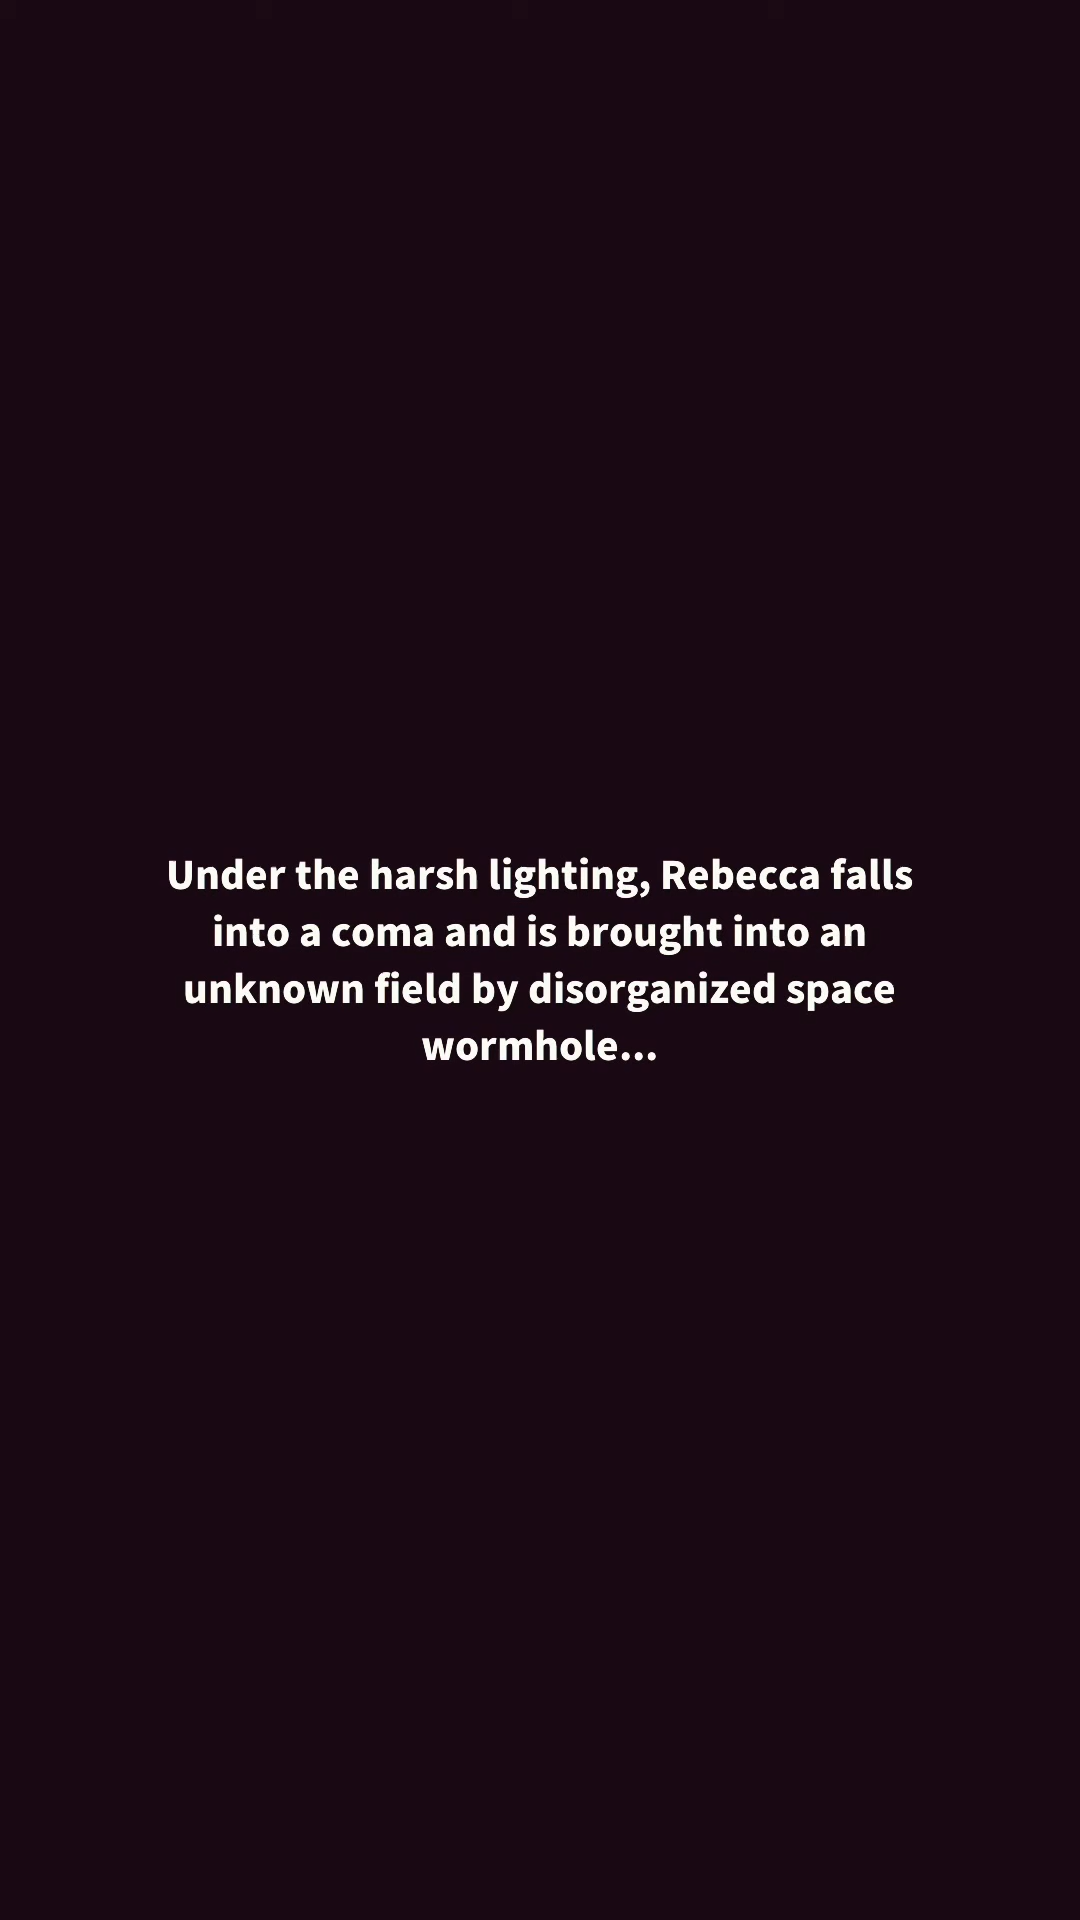 Under the harsh lighting, Rebecca falls
into a coma and is brought into an
unknown field by disorganized space
wormhole...